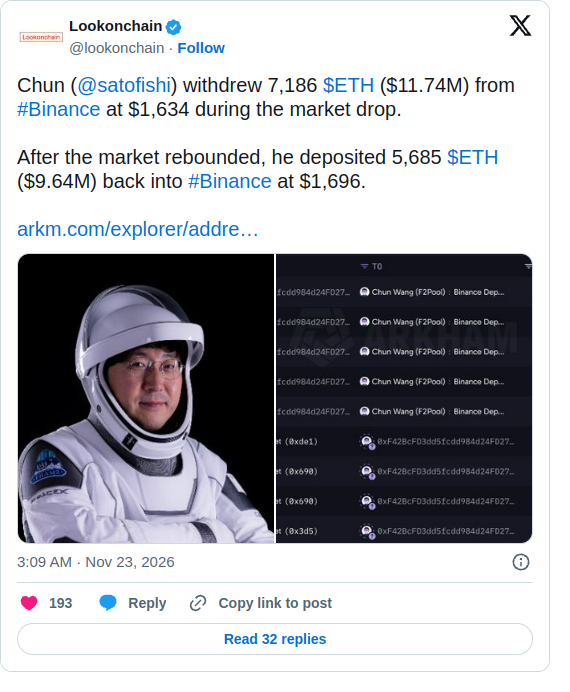 Lookonchain
Lookonchain
@lookonchain · Follow
Chun (@satofishi) withdrew 7,186 $ETH ($11.74M) from
#Binance at $1,634 during the market drop.
After the market rebounded, he deposited 5,685 $ETH
($9.64M) back into #Binance at $1,696.
arkm.com/explorer/addre…
TO
fcdd984d24FD27… Chun Wang (F2Pool) : Binance Dep...
fcdd984d24FD27… Chun Wang (F2Pool) : Binance Dep...
ARKHAM
fcdd984d24FD27… Chun Wang (F2Pool) : Binance Dep...
fcdd984d24FD27… Chun Wang (F2Pool) : Binance Dep...
fcdd984d24FD27… Chun Wang (F2Pool) : Binance Dep...
et (0xde1) 0xF42BcFD3dd5fcdd984d24FD27…
t (0x690) 0xF42BcFD3dd5fcdd984d24FD27…
t (0x690) 0xF42BcFD3dd5fcdd984d24FD27…
et (0x3d5) 0xF42BcFD3dd5fcdd984d24FD27…
SPACEX
3:09 AM · Nov 23, 2026
193 Reply Copy link to post
Read 32 replies